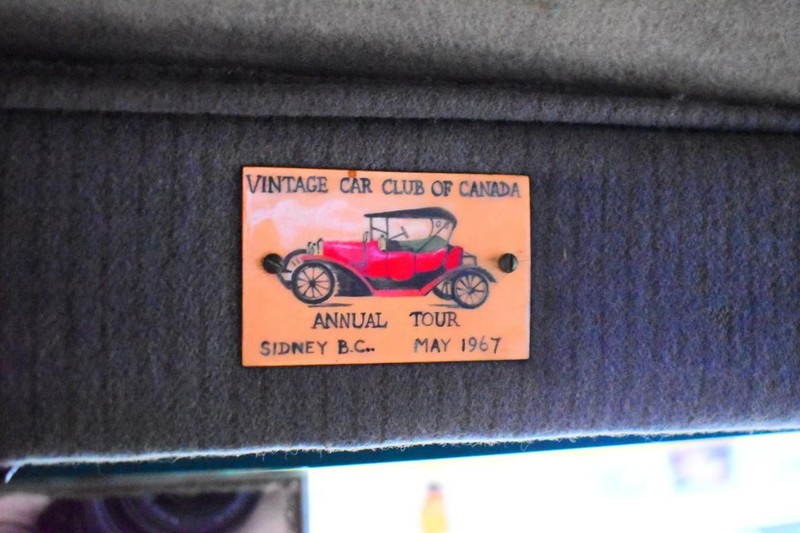 VINTAGE CAR CLUB OF CANADA
ANNUAL TOUR
SIDNEY B.C.. MAY 1967